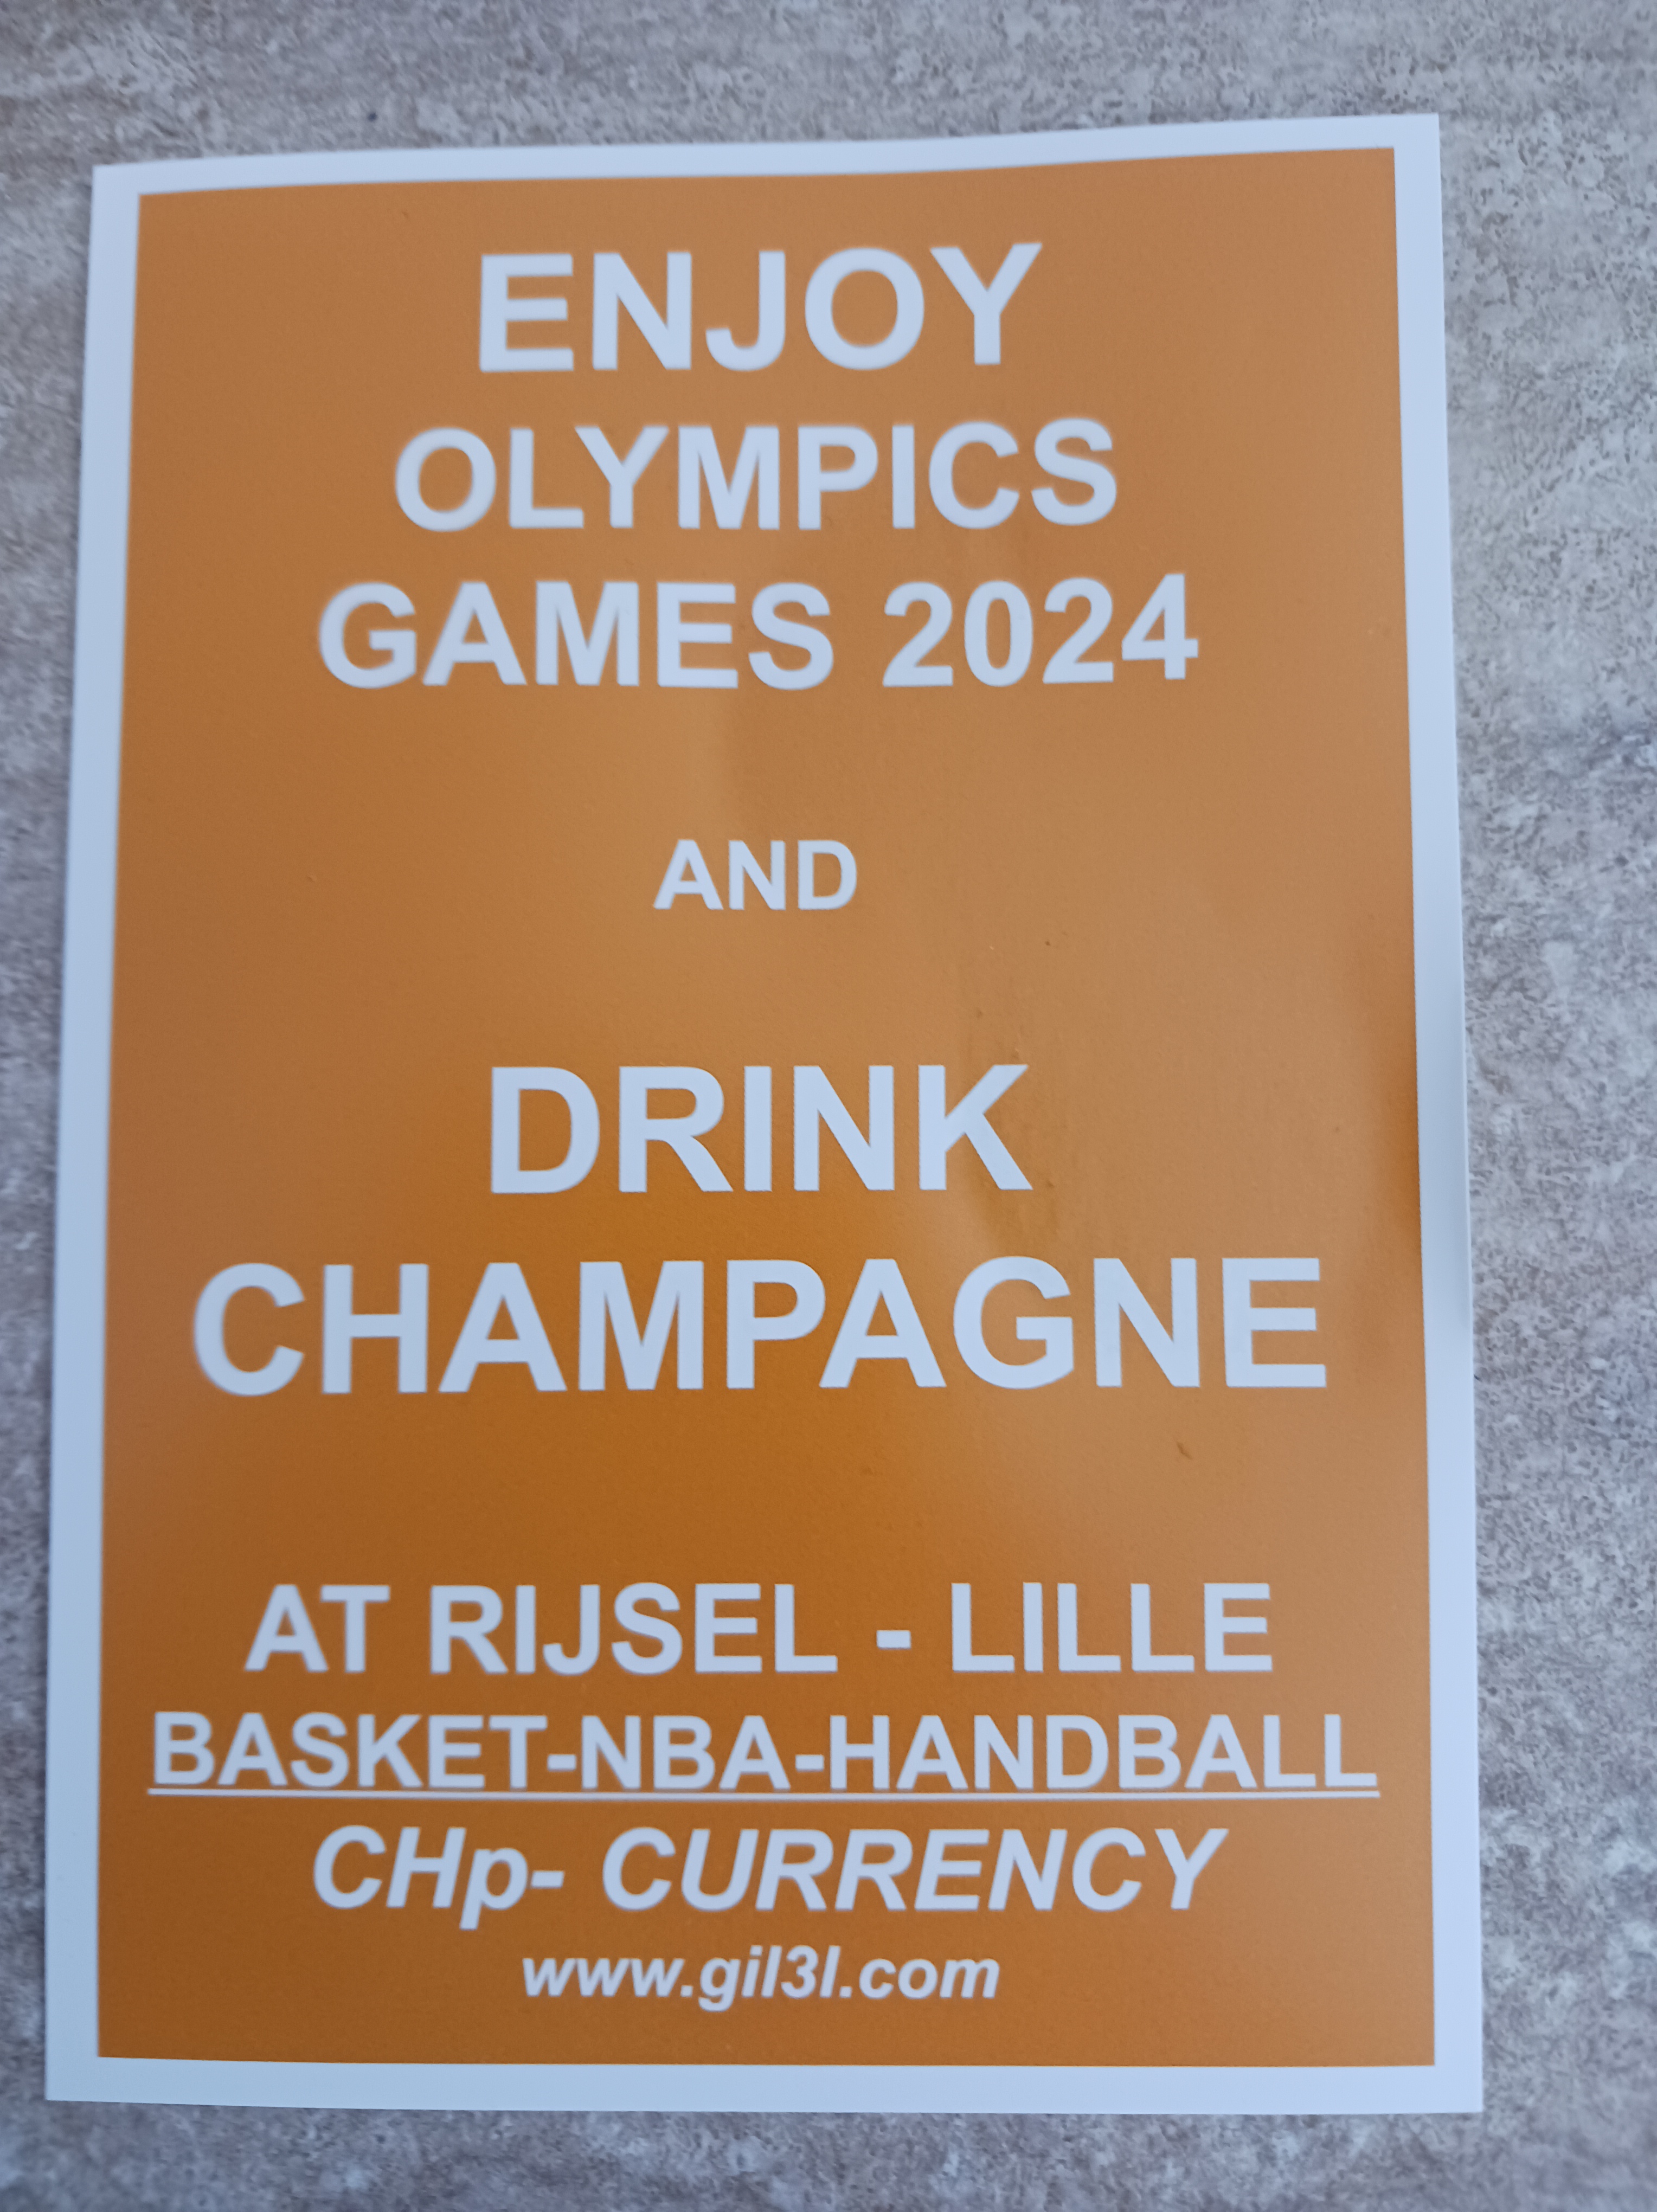 ENJOY
OLYMPICS
GAMES 2024
AND
DRINK
CHAMPAGNE
AT RIJSEL - LILLE
BASKET-NBA-HANDBALL
CHp- CURRENCY
www.gil3l.com